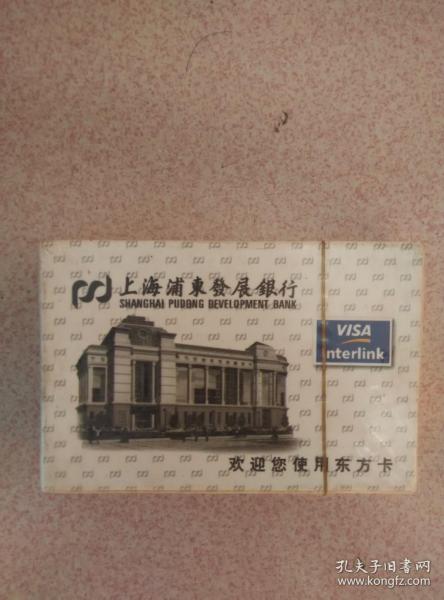 上海浦東發展銀行
SHANGHAI PUDONG DEVELOPMENT BANK
VISA
Interlink
欢迎您使用东方卡
孔夫子旧书网
www.kongfz.com